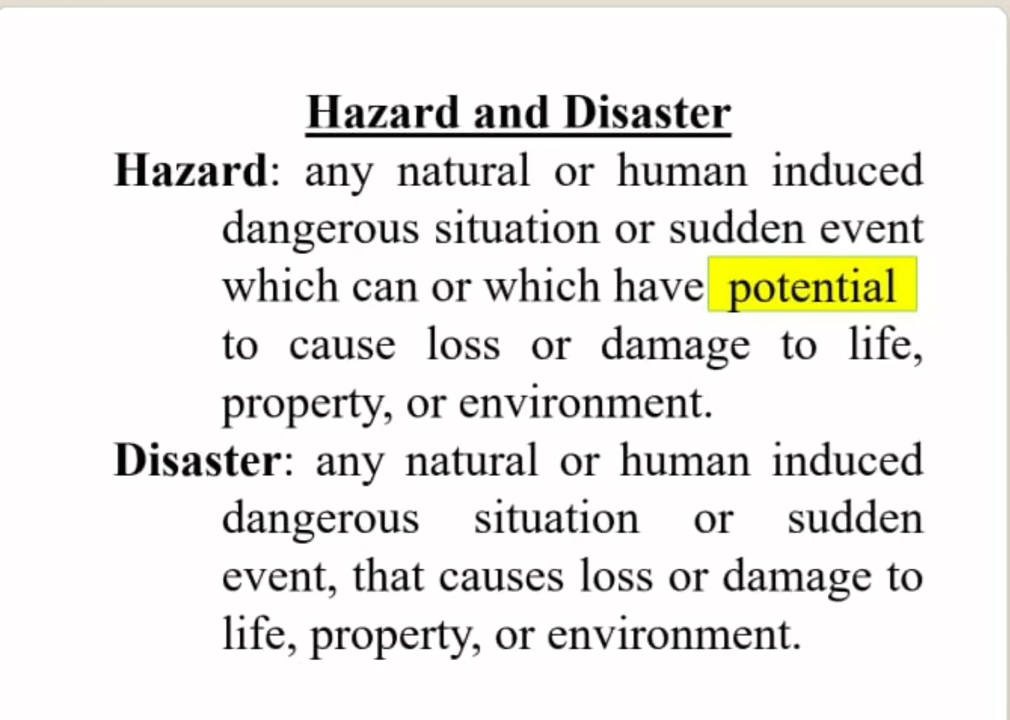 Hazard and Disaster
Hazard: any natural or human induced
dangerous situation or sudden event
which can or which have potential
to cause loss or damage to life,
property, or environment.
Disaster: any natural or human induced
dangerous situation or sudden
event, that causes loss or damage to
life, property, or environment.